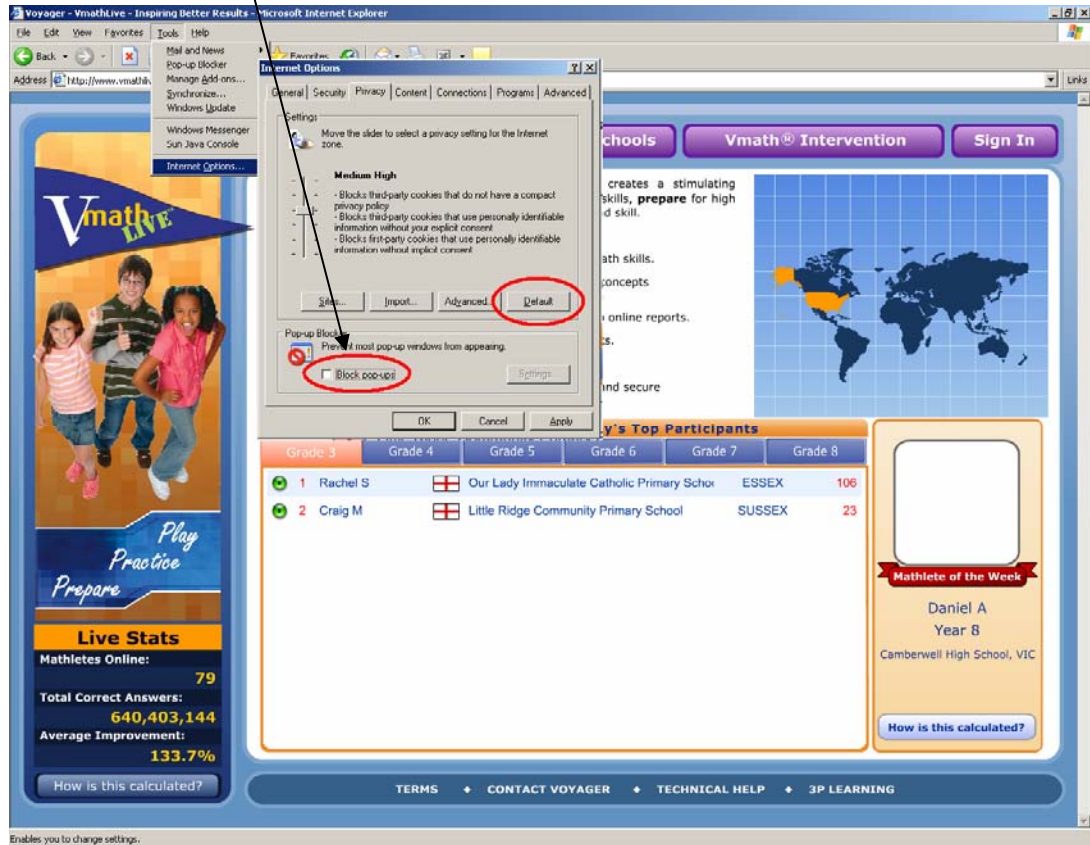 Voyager - VmathLive - Inspiring Better Results - Microsoft Internet Explorer
File Edit View Favorites Tools Help
Back
Favorites
Address http://www.vmathliv
Links
Mail and News
Pop-up Blocker
Manage Add-ons...
Synchronize...
Windows Update
Windows Messenger
Sun Java Console
Internet Options...
Internet Options
General Security Privacy Content Connections Programs Advanced
Settings
Move the slider to select a privacy setting for the Internet
zone.
Medium High
- Blocks third-party cookies that do not have a compact
privacy policy
- Blocks third-party cookies that use personally identifiable
information without your explicit consent
- Blocks first-party cookies that use personally identifiable
information without implicit consent
Sites... Import... Advanced... Default
Pop-up Blocker
Prevent most pop-up windows from appearing.
Block pop-ups Settings...
OK Cancel Apply
chools Vmath® Intervention Sign In
creates a stimulating
skills, prepare for high
d skill.
ath skills.
concepts
online reports.
s.
nd secure
Vmath
LIVE
Play
Practice
Prepare
Live Stats
Mathletes Online:
79
Total Correct Answers:
640,403,144
Average Improvement:
133.7%
How is this calculated?
y's Top Participants
Grade 3 Grade 4 Grade 5 Grade 6 Grade 7 Grade 8
1 Rachel S Our Lady Immaculate Catholic Primary Schoo ESSEX 106
2 Craig M Little Ridge Community Primary School SUSSEX 23
Mathlete of the Week
Daniel A
Year 8
Camberwell High School, VIC
How is this calculated?
TERMS CONTACT VOYAGER TECHNICAL HELP 3P LEARNING
Enables you to change settings.